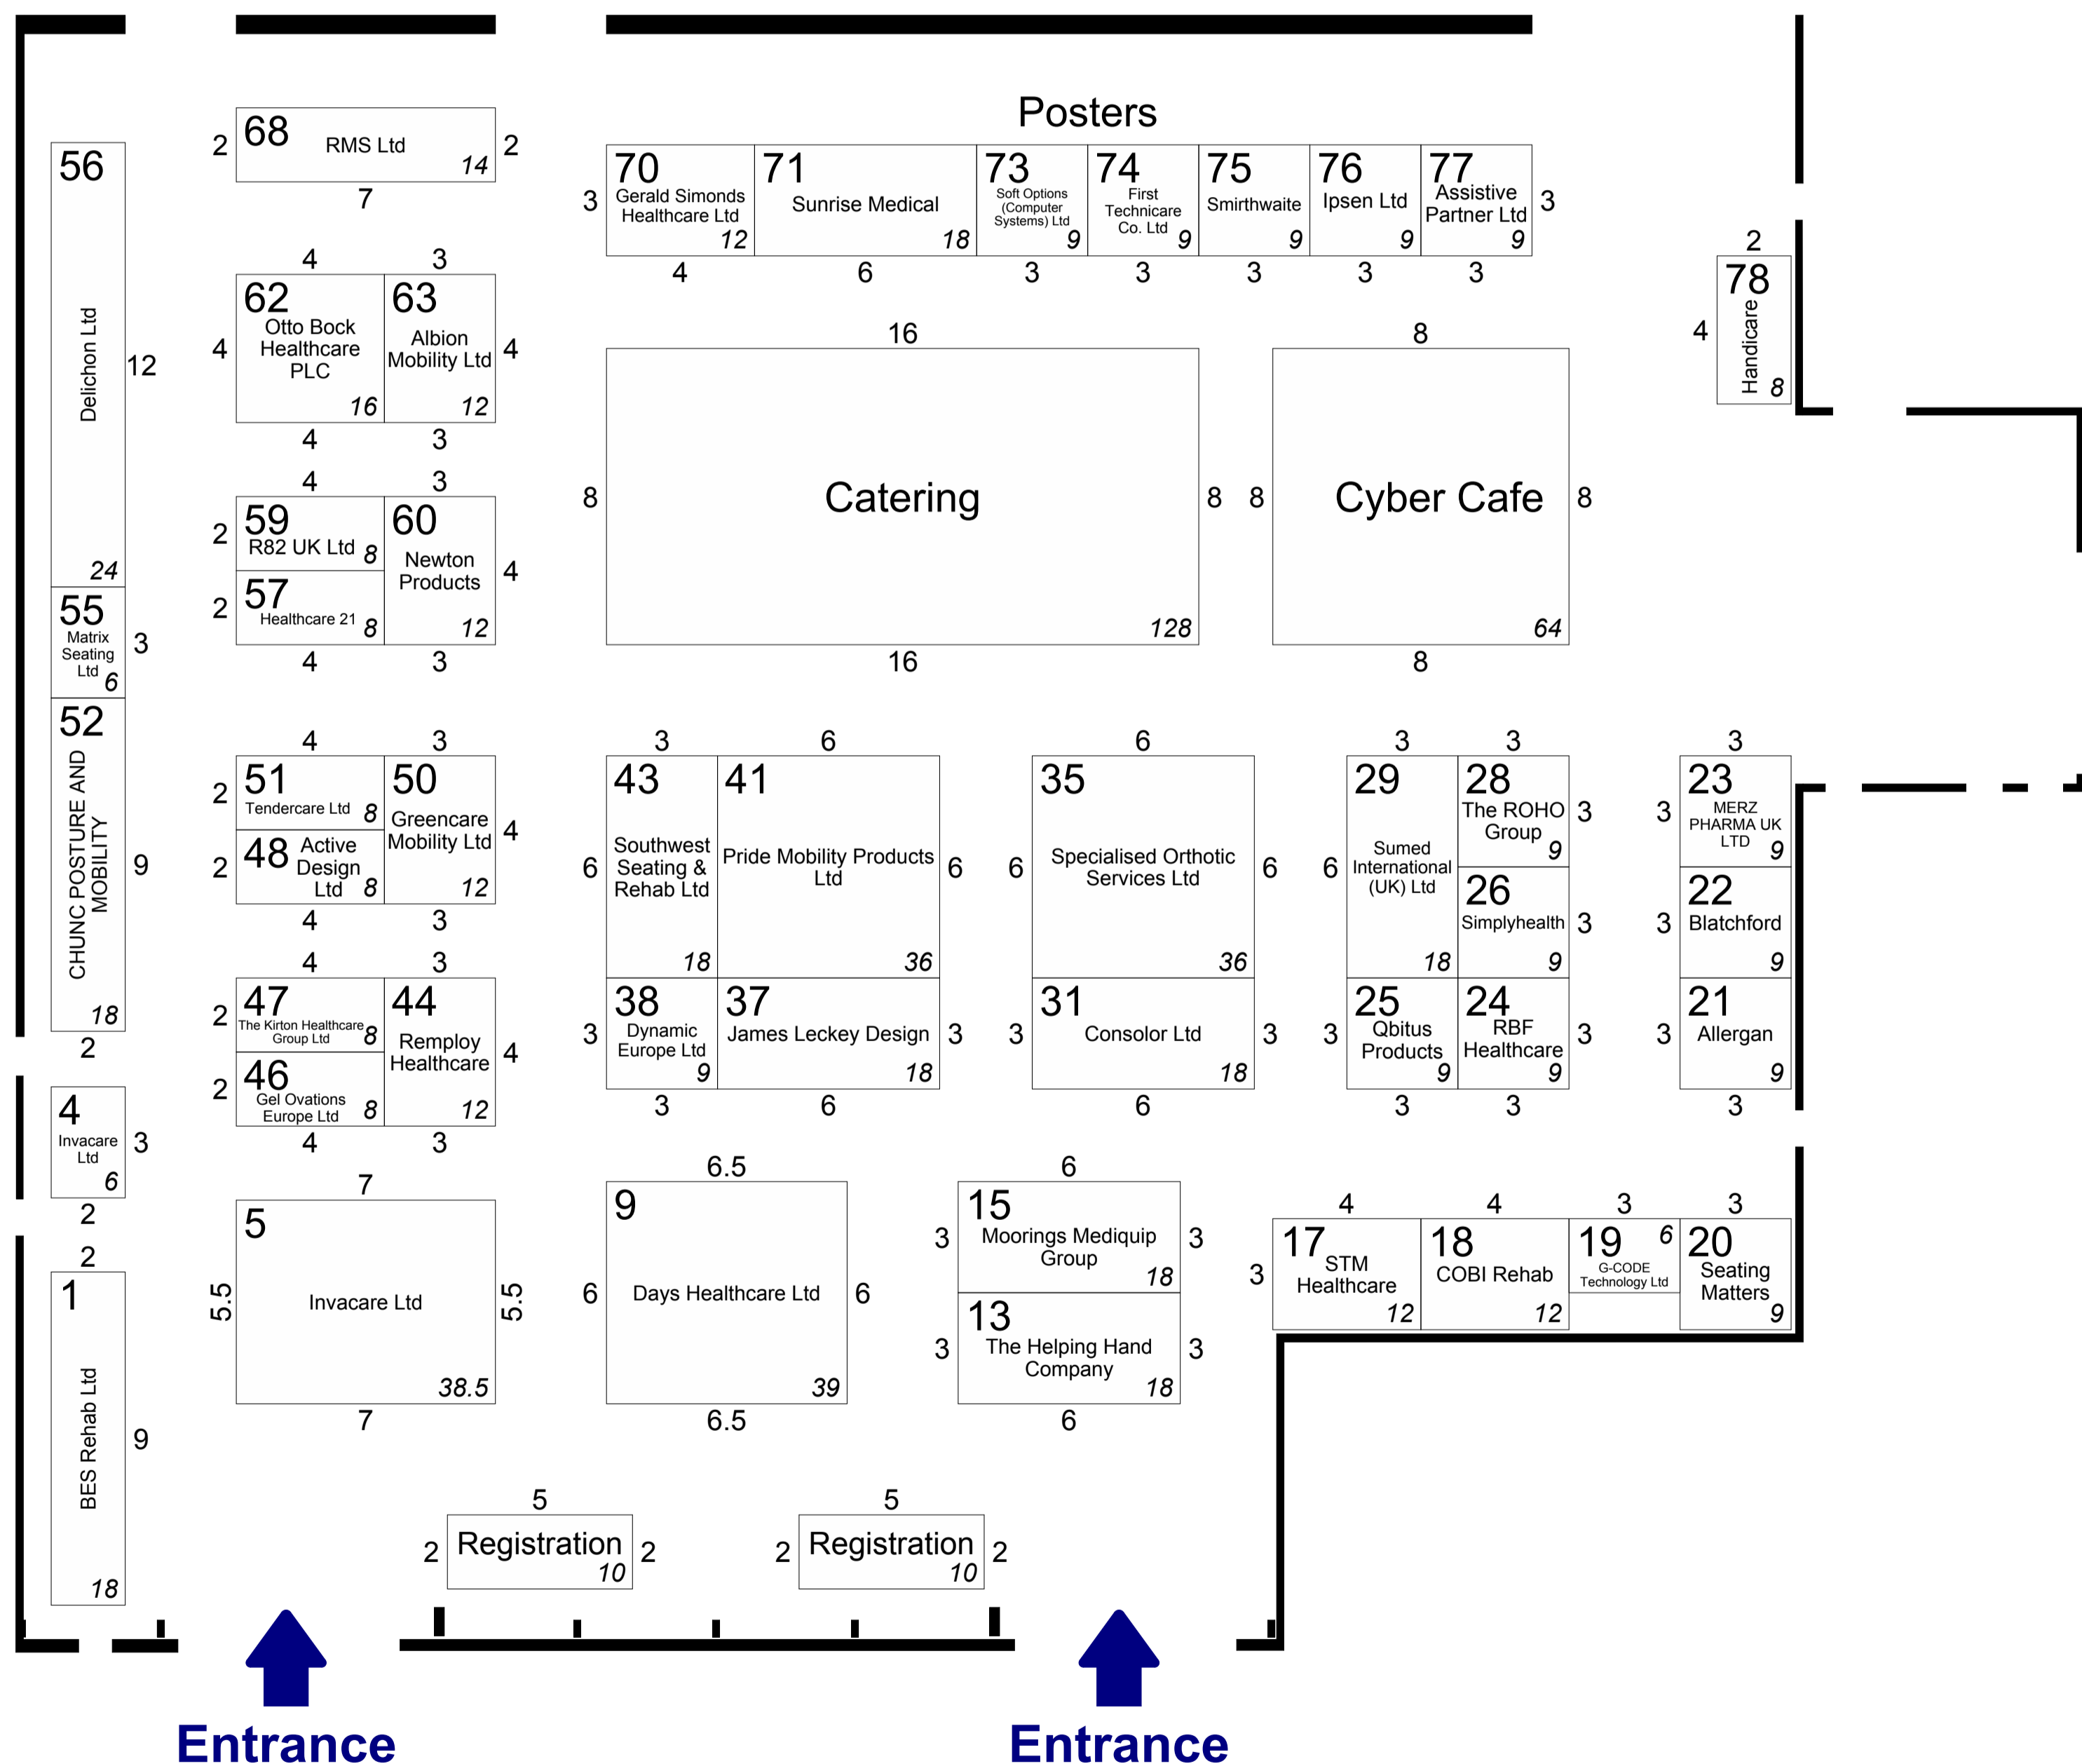 Posters
2
68
RMS Ltd
14
2
7
56
Delichon Ltd
12
24
3
70
Gerald Simonds
Healthcare Ltd
12
4
71
Sunrise Medical
18
6
73
Soft Options
(Computer
Systems) Ltd
9
3
74
First
Technicare
Co. Ltd
9
3
75
Smirthwaite
9
3
76
Ipsen Ltd
9
3
77
Assistive
Partner Ltd
9
3
3
2
78
Handicare
8
4
4
3
62
Otto Bock
Healthcare
PLC
16
4
63
Albion
Mobility Ltd
12
4
4
3
16
8
Catering
128
8
16
8
8
Cyber Cafe
64
8
8
4
3
2
59
R82 UK Ltd
8
2
57
Healthcare 21
8
60
Newton
Products
12
4
4
3
55
Matrix
Seating
Ltd
6
3
52
CHUNC POSTURE AND
MOBILITY
18
9
2
4
3
2
51
Tendercare Ltd
8
2
48
Active
Design
Ltd
8
50
Greencare
Mobility Ltd
12
4
4
3
4
3
2
47
The Kirton Healthcare
Group Ltd
8
2
46
Gel Ovations
Europe Ltd
8
44
Remploy
Healthcare
12
4
4
3
3
6
6
43
Southwest
Seating &
Rehab Ltd
18
41
Pride Mobility Products
Ltd
36
6
3
38
Dynamic
Europe Ltd
9
37
James Leckey Design
18
3
3
6
6
6
35
Specialised Orthotic
Services Ltd
36
6
3
31
Consolor Ltd
18
3
6
3
3
6
29
Sumed
International
(UK) Ltd
18
28
The ROHO
Group
9
3
26
Simplyhealth
9
3
3
25
Qbitus
Products
9
24
RBF
Healthcare
9
3
3
3
3
3
23
MERZ
PHARMA UK
LTD
9
3
22
Blatchford
9
3
21
Allergan
9
3
4
Invacare
Ltd
6
3
2
2
1
BES Rehab Ltd
9
18
7
5.5
5
Invacare Ltd
38.5
5.5
7
6.5
6
9
Days Healthcare Ltd
39
6
6.5
6
3
15
Moorings Mediquip
Group
18
3
3
13
The Helping Hand
Company
18
3
6
4
4
3
3
3
17
STM
Healthcare
12
18
COBI Rehab
12
19
6
G-CODE
Technology Ltd
20
Seating
Matters
9
5
2
Registration
10
2
5
2
Registration
10
2
Entrance
Entrance